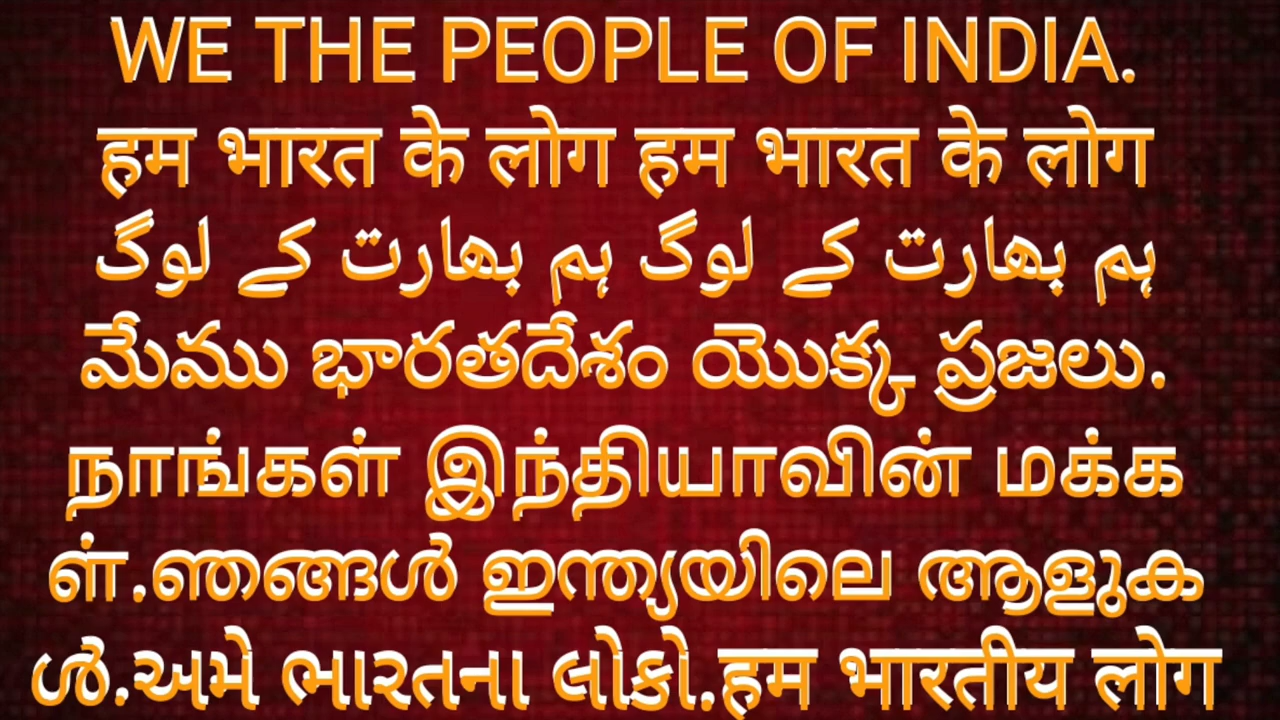 WE THE PEOPLE OF INDIA.
हम भारत के लोग हम भारत के लोग
ہم بھارت کے لوگ ہم بھارت کے لوگ
మేము భారతదేశం యొక్క ప్రజలు.
நாங்கள் இந்தியாவின் மக்க
ள்.ഞങ്ങൾ ഇന്ത്യയിലെ ആളുക
ൾ.અમે ભારતના લોકો.हम भारतीय लोग